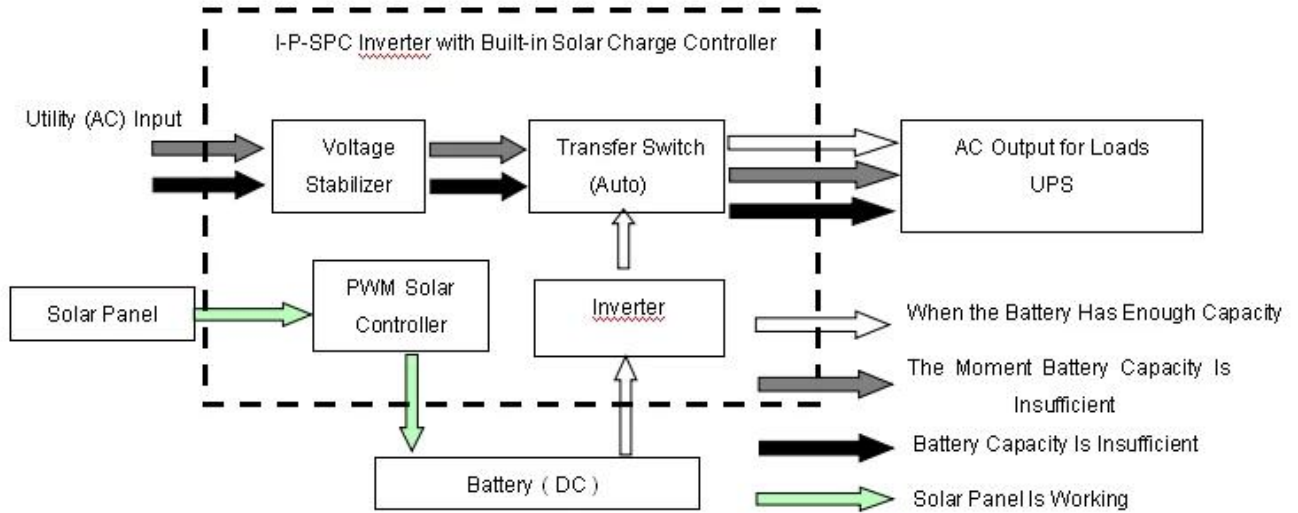 I-P-SPC Inverter with Built-in Solar Charge Controller
Utility (AC) Input
Voltage
Stabilizer
Transfer Switch
(Auto)
AC Output for Loads
UPS
Solar Panel
PWM Solar
Controller
Inverter
Battery ( DC )
When the Battery Has Enough Capacity
The Moment Battery Capacity Is
Insufficient
Battery Capacity Is Insufficient
Solar Panel Is Working